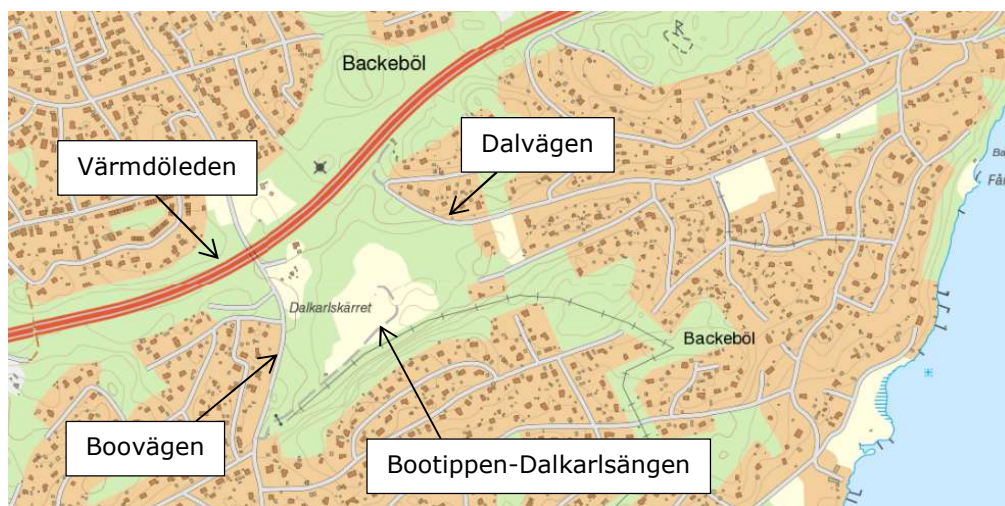 Backeböl
Värmdöleden
Dalvägen
Dalkarlskärret
Backeböl
Boovägen
Bootippen-Dalkarlsängen